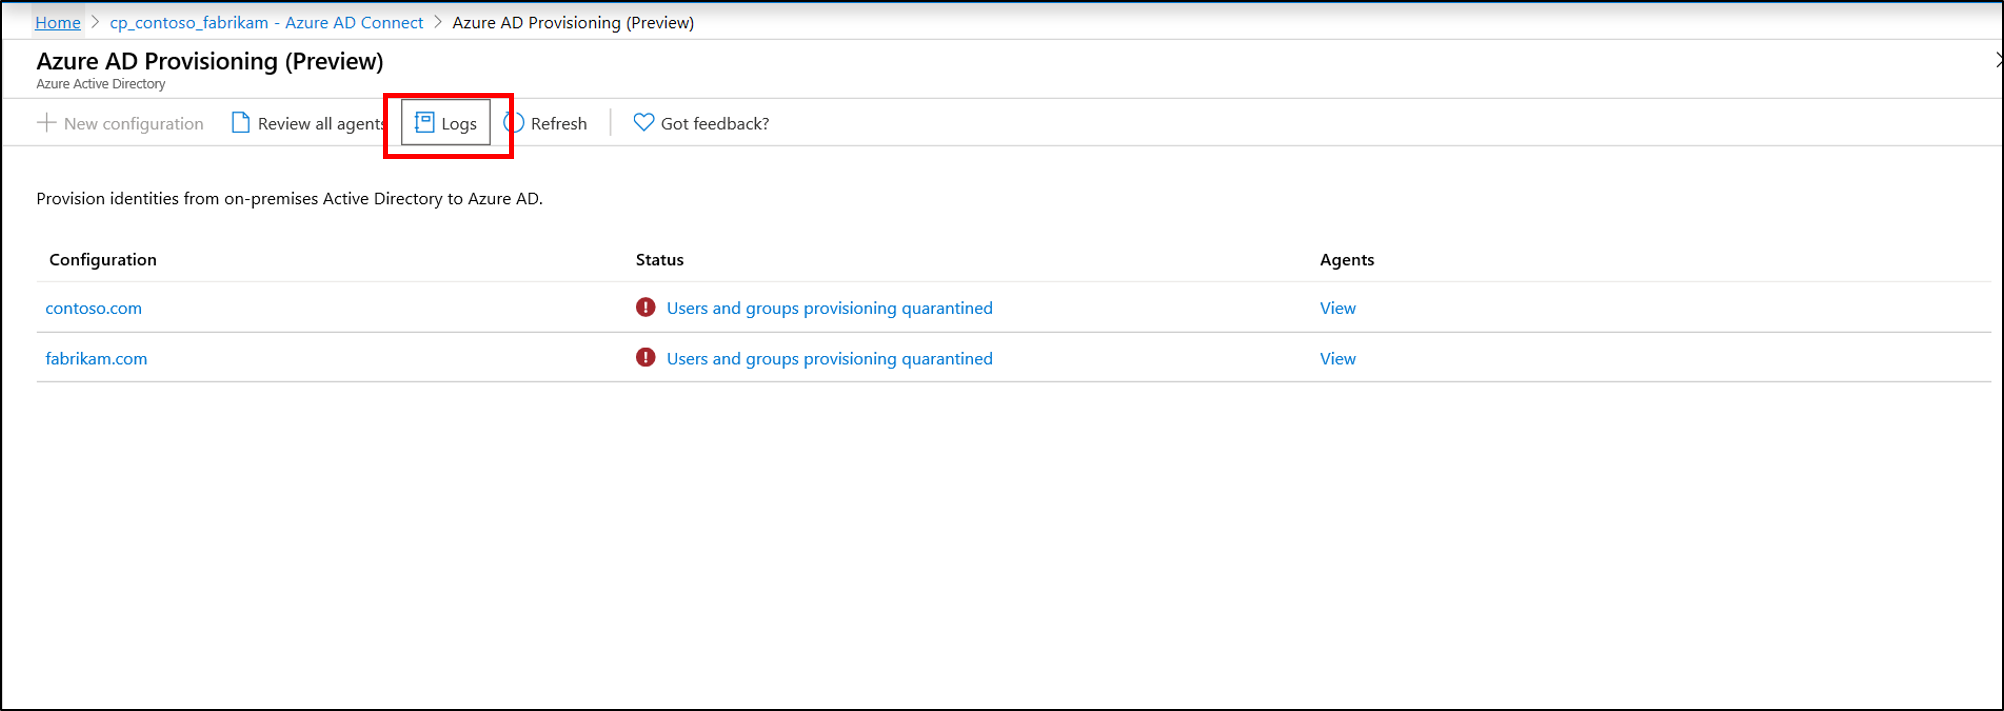 Home > cp_contoso_fabrikam - Azure AD Connect > Azure AD Provisioning (Preview)
Azure AD Provisioning (Preview)
Azure Active Directory
New configuration Review all agents Logs Refresh Got feedback?
Provision identities from on-premises Active Directory to Azure AD.
Configuration Status Agents
contoso.com Users and groups provisioning quarantined View
fabrikam.com Users and groups provisioning quarantined View